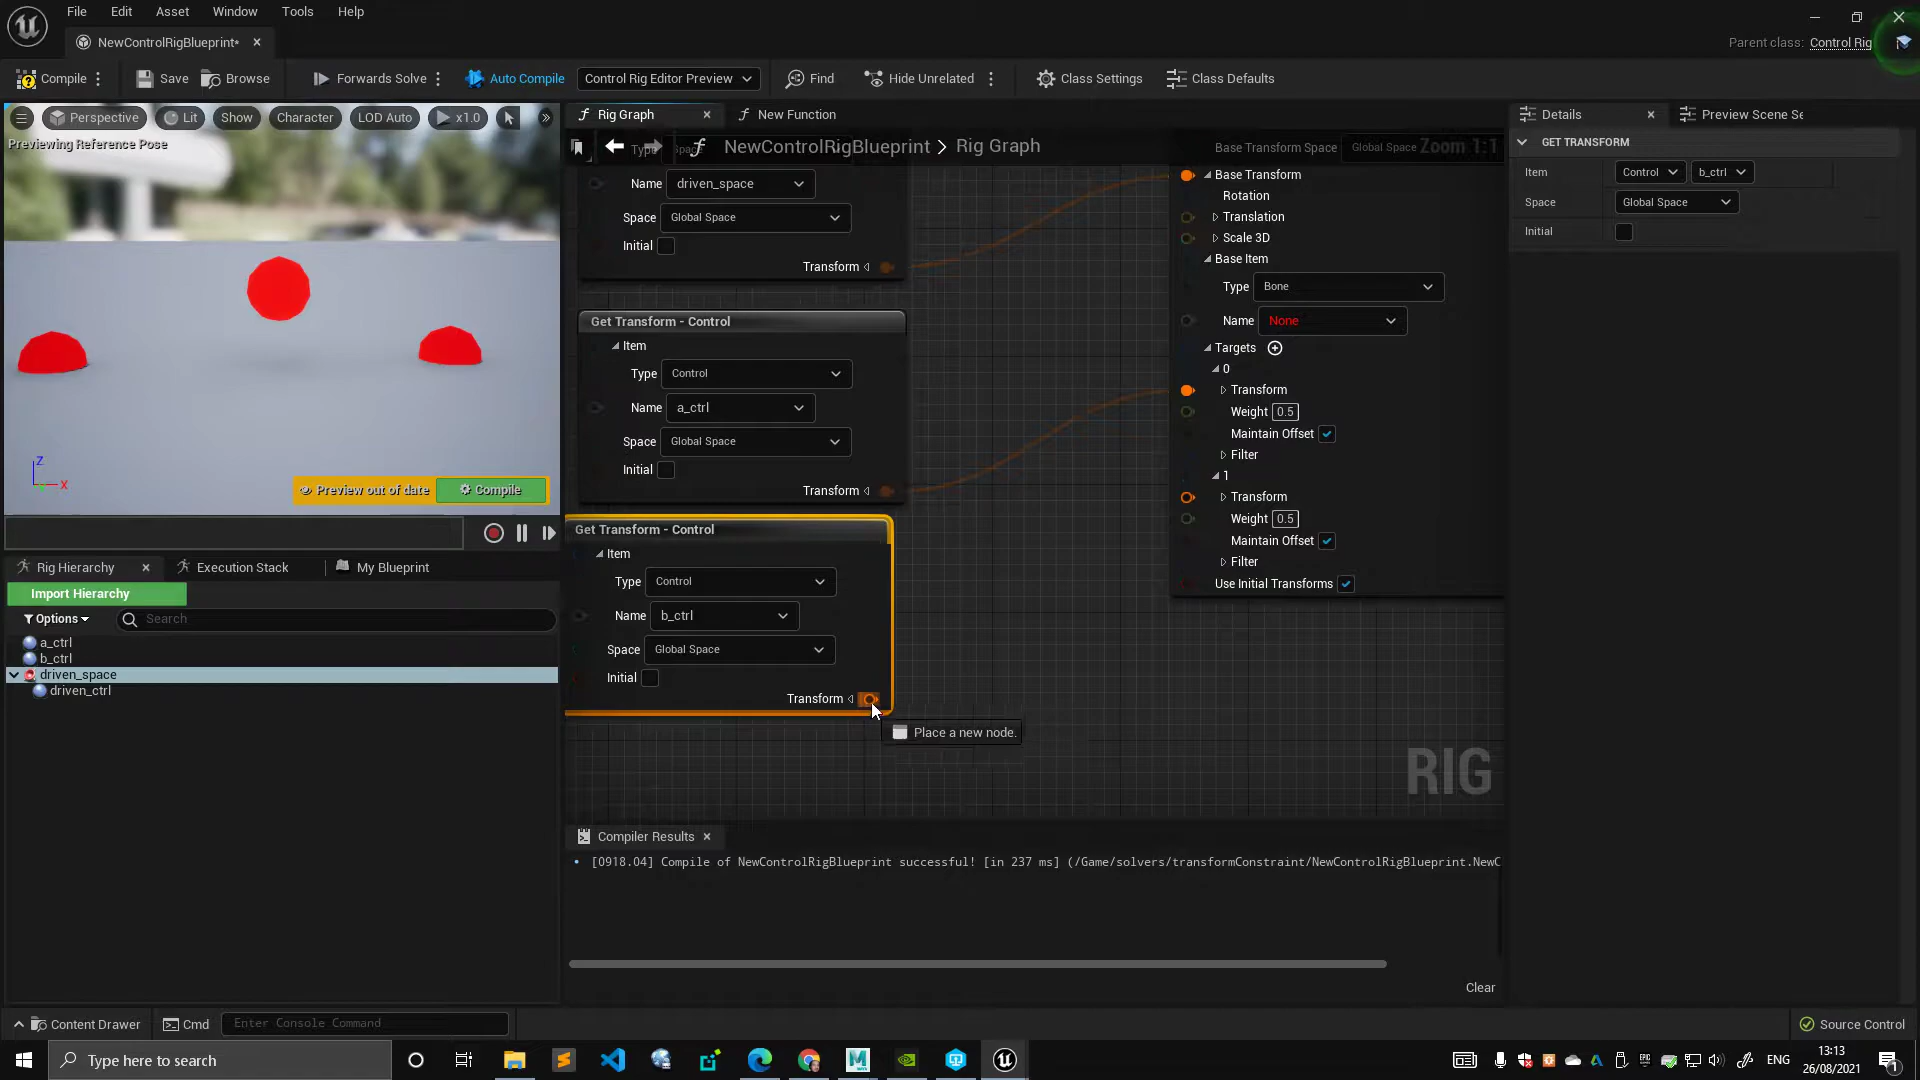 File Edit Asset Window Tools Help
NewControlRigBlueprint*
Parent class: Control Rig
Compile Save Browse Forwards Solve Auto Compile Control Rig Editor Preview Find Hide Unrelated Class Settings Class Defaults
Perspective Lit Show Character LOD Auto x1.0
Previewing Reference Pose
Z
X
Preview out of date Compile
Rig Hierarchy Execution Stack My Blueprint
Import Hierarchy
Options Search
a_ctrl
b_ctrl
driven_space
driven_ctrl
Rig Graph New Function
NewControlRigBlueprint > Rig Graph
Zoom 1:1
Type Space
Name driven_space
Space Global Space
Initial
Transform
Get Transform - Control
Item
Type Control
Name a_ctrl
Space Global Space
Initial
Transform
Get Transform - Control
Item
Type Control
Name b_ctrl
Space Global Space
Initial
Transform
Place a new node.
Base Transform Space Global Space
Base Transform
Rotation
Translation
Scale 3D
Base Item
Type Bone
Name None
Targets
0
Transform
Weight 0.5
Maintain Offset
Filter
1
Transform
Weight 0.5
Maintain Offset
Filter
Use Initial Transforms
RIG
Compiler Results
[0918.04] Compile of NewControlRigBlueprint successful! [in 237 ms] (/Game/solvers/transformConstraint/NewControlRigBlueprint.NewC
Clear
Details Preview Scene Se
GET TRANSFORM
Item Control b_ctrl
Space Global Space
Initial
Content Drawer Cmd Enter Console Command Source Control
Type here to search
ENG
13:13
26/08/2021